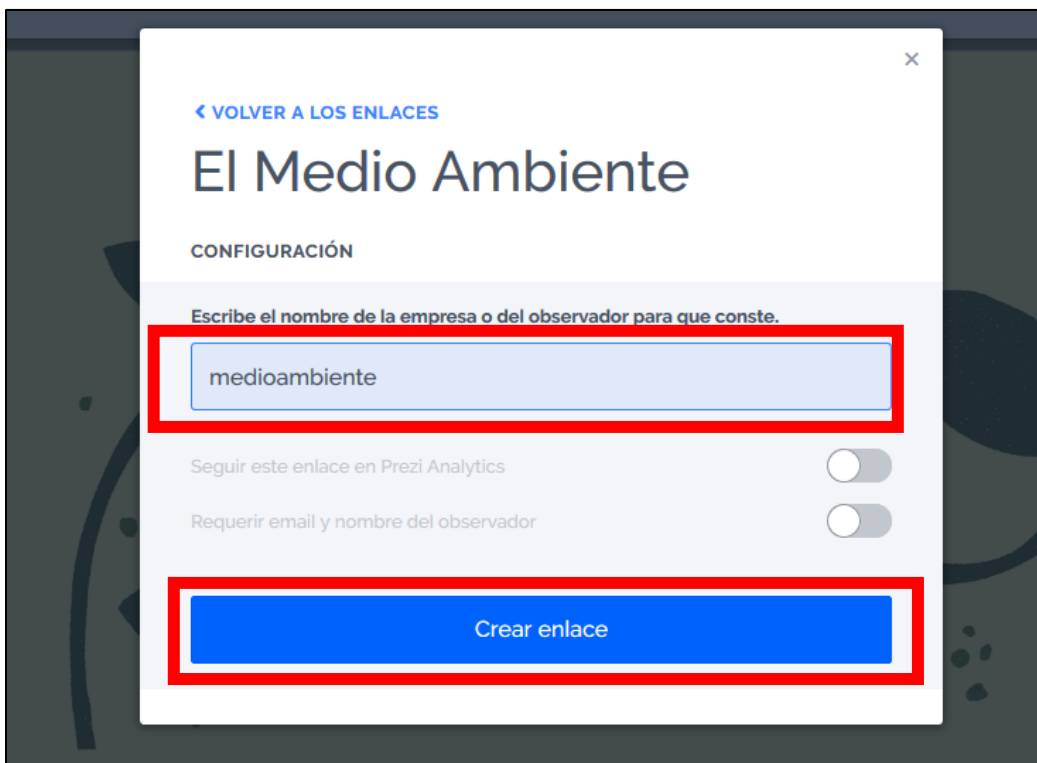 VOLVER A LOS ENLACES
El Medio Ambiente
CONFIGURACIÓN
Escribe el nombre de la empresa o del observador para que conste.
medioambiente
Seguir este enlace en Prezi Analytics
Requerir email y nombre del observador
Crear enlace